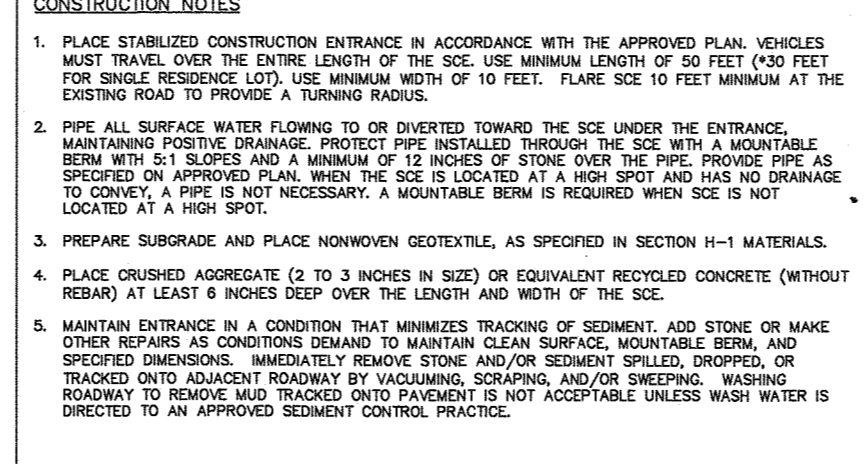 CONSTRUCTION NOTES
1. PLACE STABILIZED CONSTRUCTION ENTRANCE IN ACCORDANCE WITH THE APPROVED PLAN. VEHICLES
MUST TRAVEL OVER THE ENTIRE LENGTH OF THE SCE. USE MINIMUM LENGTH OF 50 FEET (*30 FEET
FOR SINGLE RESIDENCE LOT). USE MINIMUM WIDTH OF 10 FEET. FLARE SCE 10 FEET MINIMUM AT THE
EXISTING ROAD TO PROVIDE A TURNING RADIUS.
2. PIPE ALL SURFACE WATER FLOWING TO OR DIVERTED TOWARD THE SCE UNDER THE ENTRANCE,
MAINTAINING POSITIVE DRAINAGE. PROTECT PIPE INSTALLED THROUGH THE SCE WITH A MOUNTABLE
BERM WITH 5:1 SLOPES AND A MINIMUM OF 12 INCHES OF STONE OVER THE PIPE. PROVIDE PIPE AS
SPECIFIED ON APPROVED PLAN. WHEN THE SCE IS LOCATED AT A HIGH SPOT AND HAS NO DRAINAGE
TO CONVEY, A PIPE IS NOT NECESSARY. A MOUNTABLE BERM IS REQUIRED WHEN SCE IS NOT
LOCATED AT A HIGH SPOT.
3. PREPARE SUBGRADE AND PLACE NONWOVEN GEOTEXTILE, AS SPECIFIED IN SECTION H-1 MATERIALS.
4. PLACE CRUSHED AGGREGATE (2 TO 3 INCHES IN SIZE) OR EQUIVALENT RECYCLED CONCRETE (WITHOUT
REBAR) AT LEAST 6 INCHES DEEP OVER THE LENGTH AND WIDTH OF THE SCE.
5. MAINTAIN ENTRANCE IN A CONDITION THAT MINIMIZES TRACKING OF SEDIMENT. ADD STONE OR MAKE
OTHER REPAIRS AS CONDITIONS DEMAND TO MAINTAIN CLEAN SURFACE, MOUNTABLE BERM, AND
SPECIFIED DIMENSIONS. IMMEDIATELY REMOVE STONE AND/OR SEDIMENT SPILLED, DROPPED, OR
TRACKED ONTO ADJACENT ROADWAY BY VACUUMING, SCRAPING, AND/OR SWEEPING. WASHING
ROADWAY TO REMOVE MUD TRACKED ONTO PAVEMENT IS NOT ACCEPTABLE UNLESS WASH WATER IS
DIRECTED TO AN APPROVED SEDIMENT CONTROL PRACTICE.